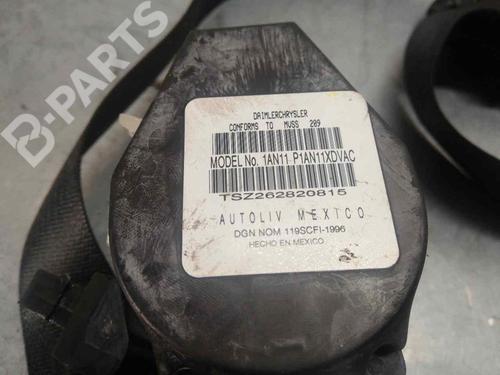 B-PARTS
DAIMLERCHRYSLER
CONFORMS TO MVSS 209
MODEL No. 1AN11 P1AN11XDVAC
TSZ262820815
AUTOLIV MEXICO
DGN NOM 119SCFI-1996
HECHO EN MEXICO